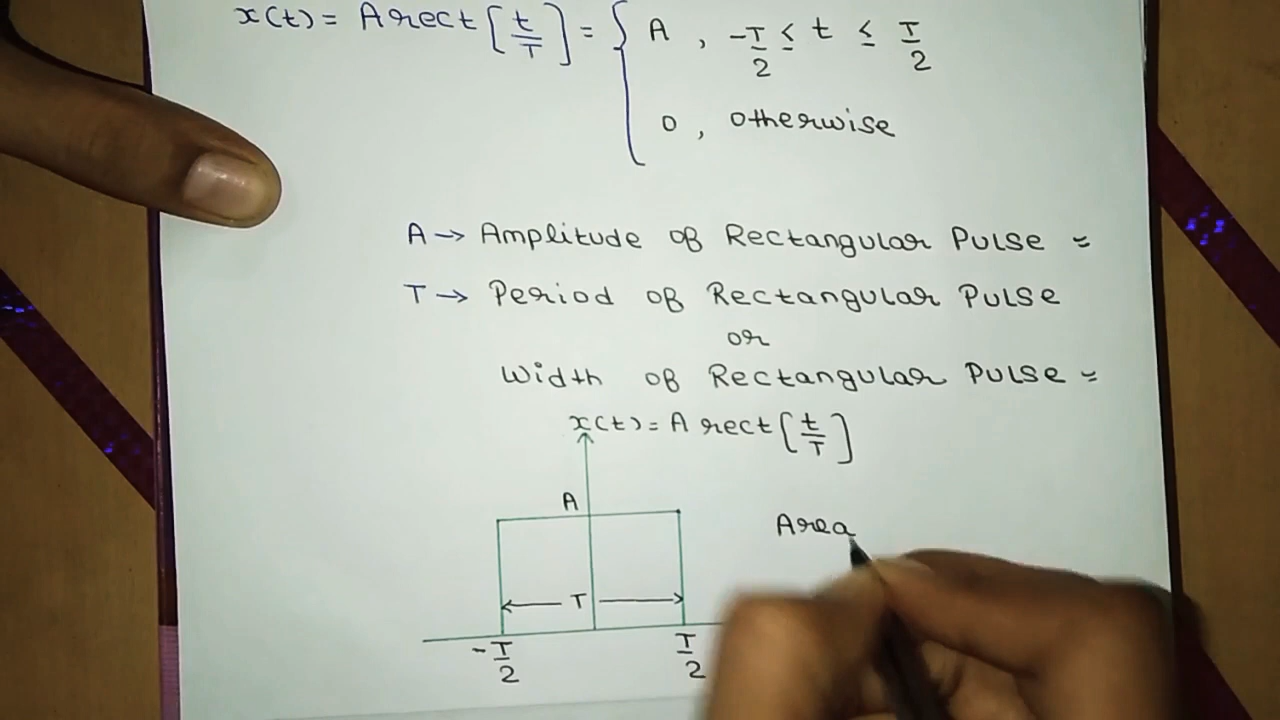 x(t) = A rect[t/T] = { A , -T/2 ≤ t ≤ T/2
0 , otherwise
A → Amplitude of Rectangular Pulse =
T → Period of Rectangular Pulse
or
Width of Rectangular Pulse =
x(t) = A rect[t/T]
A
Area
T
-T/2 T/2